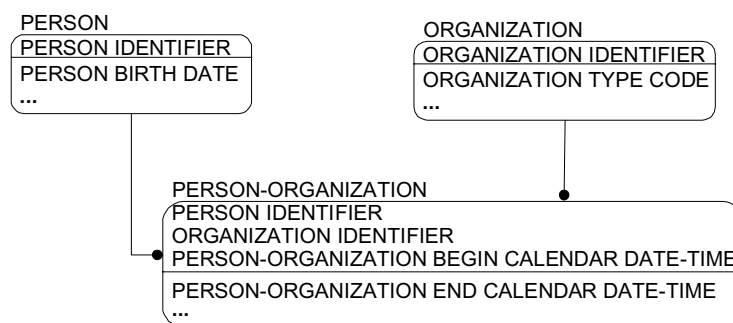 PERSON
PERSON IDENTIFIER
PERSON BIRTH DATE
...
ORGANIZATION
ORGANIZATION IDENTIFIER
ORGANIZATION TYPE CODE
...
PERSON-ORGANIZATION
PERSON IDENTIFIER
ORGANIZATION IDENTIFIER
PERSON-ORGANIZATION BEGIN CALENDAR DATE-TIME
PERSON-ORGANIZATION END CALENDAR DATE-TIME
...